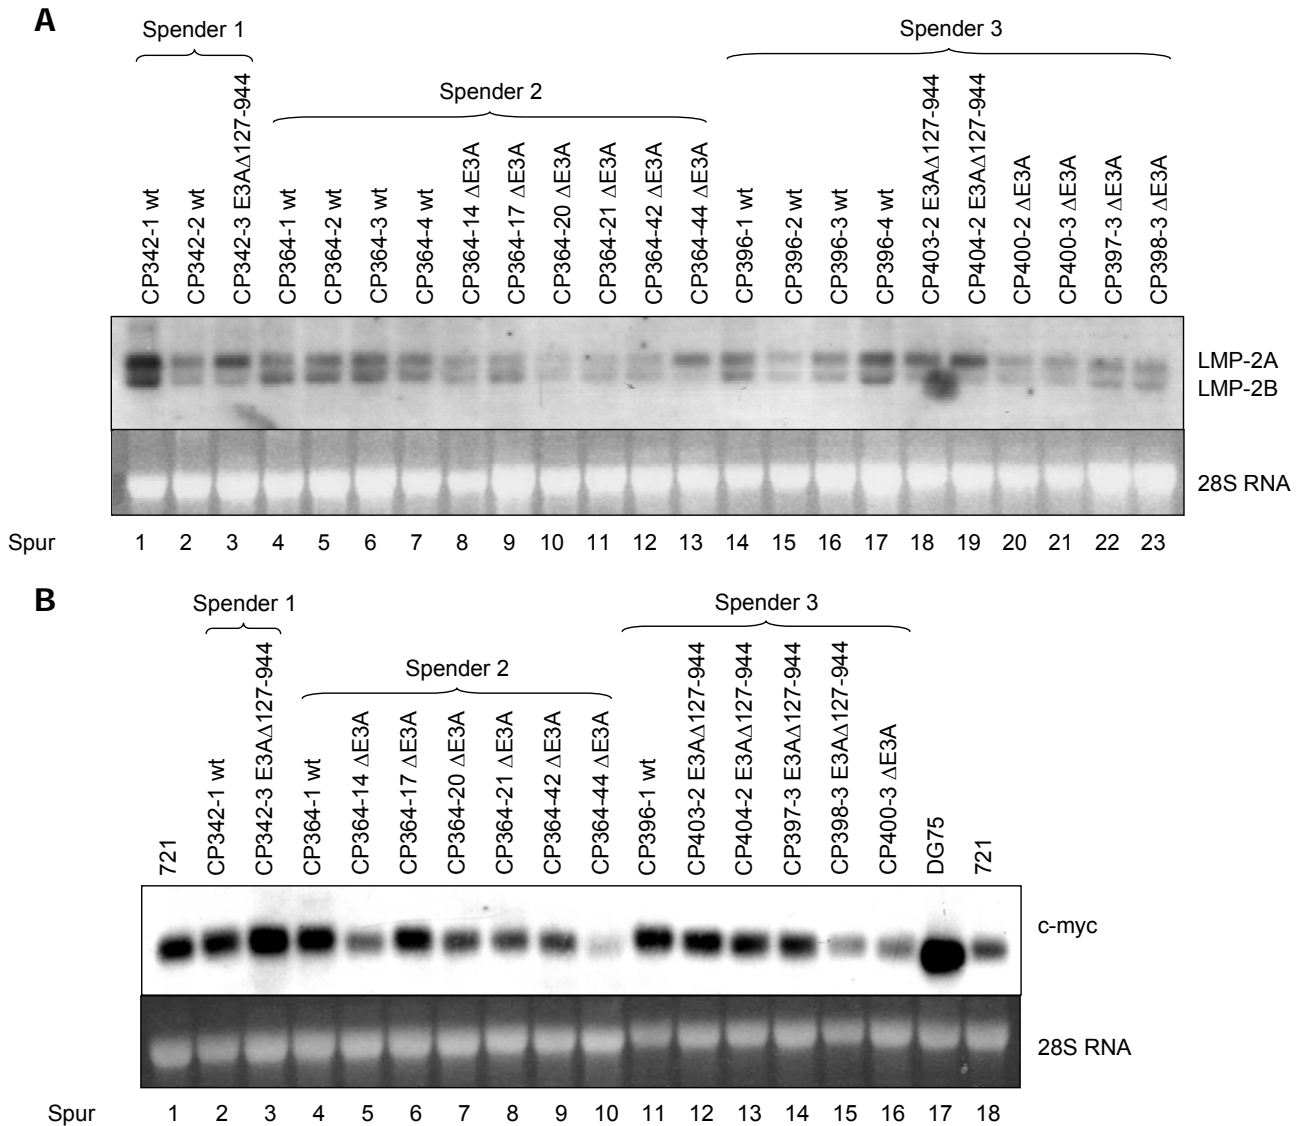 A
Spender 1
Spender 2
Spender 3
CP342-1 wt
CP342-2 wt
CP342-3 E3AΔ127-944
CP364-1 wt
CP364-2 wt
CP364-3 wt
CP364-4 wt
CP364-14 ΔE3A
CP364-17 ΔE3A
CP364-20 ΔE3A
CP364-21 ΔE3A
CP364-42 ΔE3A
CP364-44 ΔE3A
CP396-1 wt
CP396-2 wt
CP396-3 wt
CP396-4 wt
CP403-2 E3AΔ127-944
CP404-2 E3AΔ127-944
CP400-2 ΔE3A
CP400-3 ΔE3A
CP397-3 ΔE3A
CP398-3 ΔE3A
LMP-2A
LMP-2B
28S RNA
Spur 1 2 3 4 5 6 7 8 9 10 11 12 13 14 15 16 17 18 19 20 21 22 23
B
Spender 1
Spender 2
Spender 3
721
CP342-1 wt
CP342-3 E3AΔ127-944
CP364-1 wt
CP364-14 ΔE3A
CP364-17 ΔE3A
CP364-20 ΔE3A
CP364-21 ΔE3A
CP364-42 ΔE3A
CP364-44 ΔE3A
CP396-1 wt
CP403-2 E3AΔ127-944
CP404-2 E3AΔ127-944
CP397-3 E3AΔ127-944
CP398-3 E3AΔ127-944
CP400-3 ΔE3A
DG75
721
c-myc
28S RNA
Spur 1 2 3 4 5 6 7 8 9 10 11 12 13 14 15 16 17 18